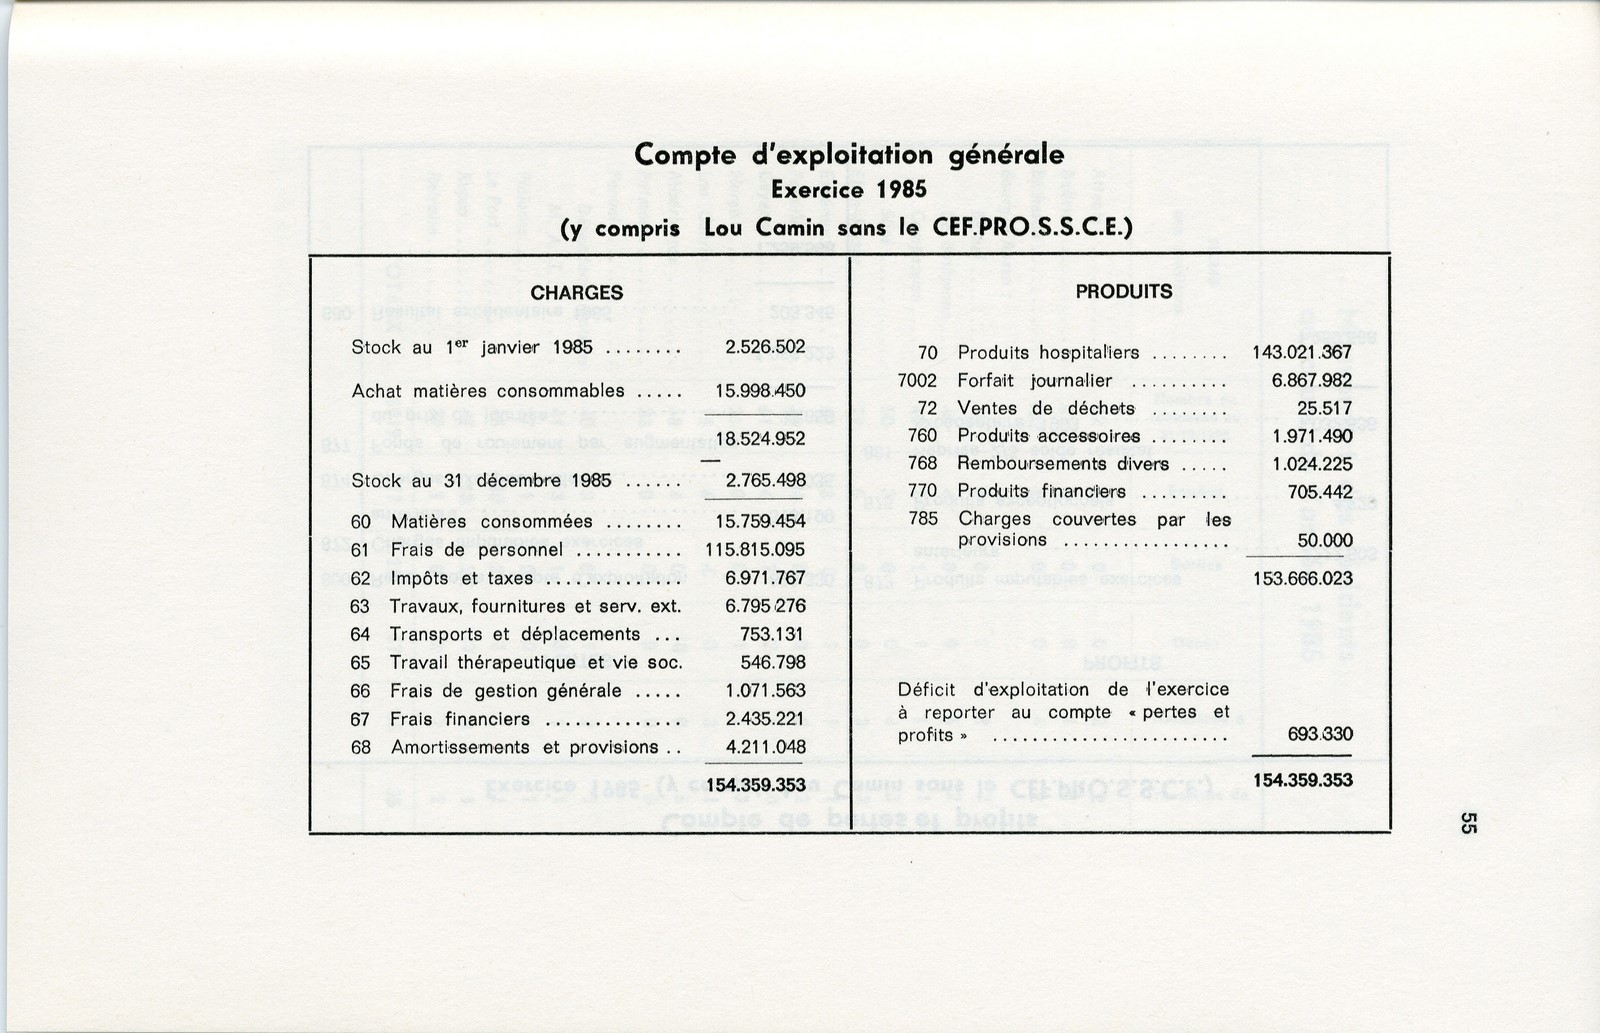 Compte d'exploitation générale
Exercice 1985
(y compris Lou Camin sans le CEF.PRO.S.S.C.E.)
CHARGES
Stock au 1er janvier 1985 ........ 2.526.502
Achat matières consommables ..... 15.998.450
18.524.952
—
Stock au 31 décembre 1985 ...... 2.765.498
60 Matières consommées ........ 15.759.454
61 Frais de personnel ........... 115.815.095
62 Impôts et taxes .............. 6.971.767
63 Travaux, fournitures et serv. ext. 6.795.276
64 Transports et déplacements ... 753.131
65 Travail thérapeutique et vie soc. 546.798
66 Frais de gestion générale ..... 1.071.563
67 Frais financiers .............. 2.435.221
68 Amortissements et provisions .. 4.211.048
154.359.353
PRODUITS
70 Produits hospitaliers ........ 143.021.367
7002 Forfait journalier .......... 6.867.982
72 Ventes de déchets ........ 25.517
760 Produits accessoires ........ 1.971.490
768 Remboursements divers ..... 1.024.225
770 Produits financiers ......... 705.442
785 Charges couvertes par les
provisions ................. 50.000
153.666.023
Déficit d'exploitation de l'exercice
à reporter au compte « pertes et
profits » ........................ 693.330
154.359.353
55